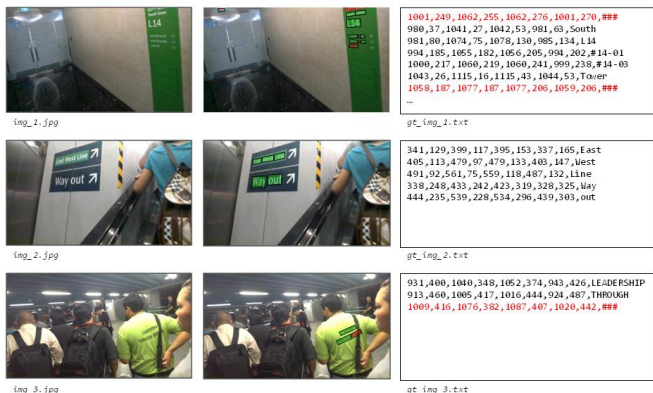 L14
1001,249,1062,255,1062,276,1001,270,###
980,37,1041,27,1042,53,981,63,South
981,80,1074,75,1078,130,985,134,L14
994,185,1055,182,1056,205,994,202,#14-01
1000,217,1060,219,1060,241,999,238,#14-03
1043,26,1115,16,1115,43,1044,53,Tower
1058,187,1077,187,1077,206,1059,206,###
...
img_1.jpg
gt_img_1.txt
East West Line
Way out
Way out
341,129,399,117,395,153,337,165,East
405,113,479,97,479,133,403,147,West
491,92,561,75,559,118,487,132,Line
338,248,433,242,423,319,328,325,Way
444,235,539,228,534,296,439,303,out
img_2.jpg
gt_img_2.txt
931,400,1040,348,1052,374,943,426,LEADERSHIP
913,460,1005,417,1016,444,924,487,THROUGH
1009,416,1076,382,1087,407,1020,442,###
img_3.jpg
gt_img_3.txt